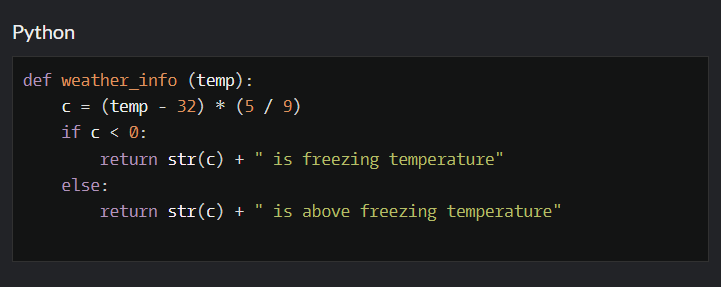 Python
def weather_info (temp):
    c = (temp - 32) * (5 / 9)
    if c < 0:
        return str(c) + " is freezing temperature"
    else:
        return str(c) + " is above freezing temperature"